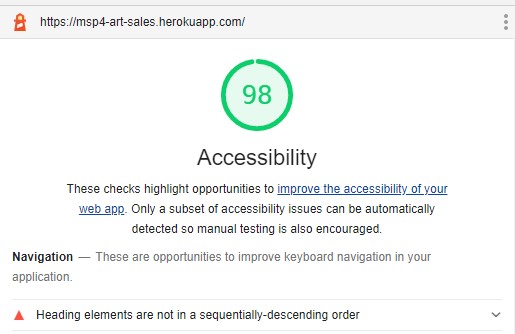 https://msp4-art-sales.herokuapp.com/
98
Accessibility
These checks highlight opportunities to improve the accessibility of your
web app. Only a subset of accessibility issues can be automatically
detected so manual testing is also encouraged.
Navigation — These are opportunities to improve keyboard navigation in your
application.
Heading elements are not in a sequentially-descending order